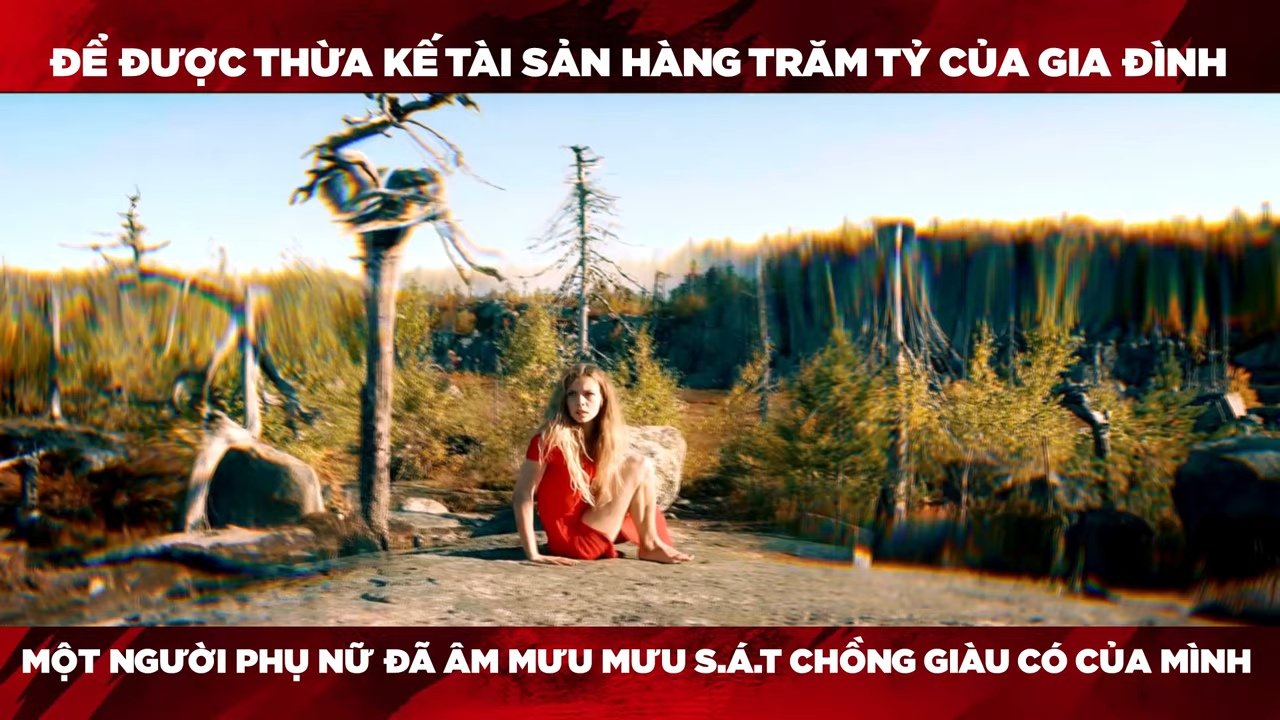 ĐỂ ĐƯỢC THỪA KẾ TÀI SẢN HÀNG TRĂM TỶ CỦA GIA ĐÌNH
MỘT NGƯỜI PHỤ NỮ ĐÃ ÂM MƯU MƯU S.Á.T CHỒNG GIÀU CÓ CỦA MÌNH